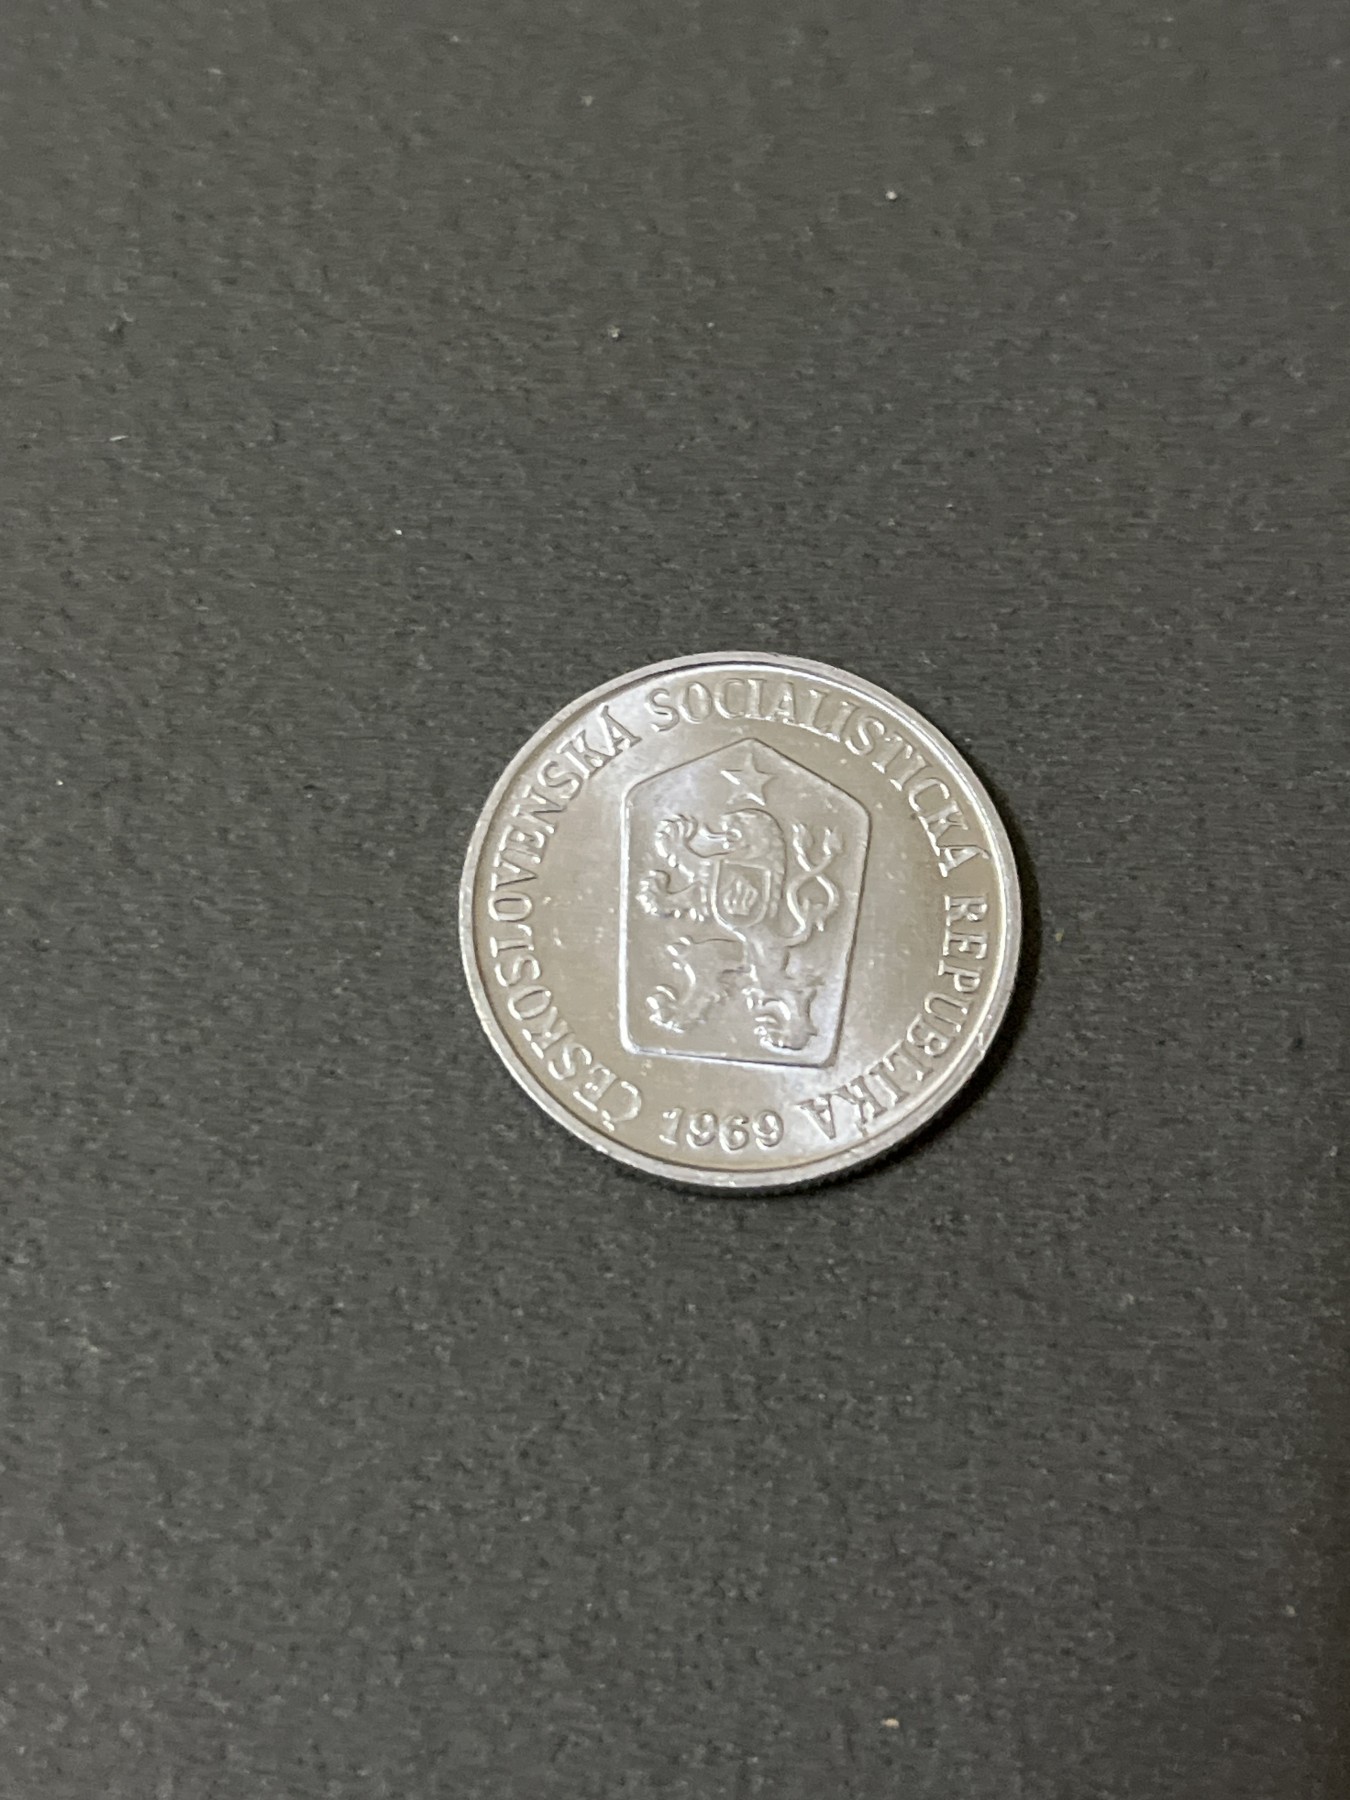 ČESKOSLOVENSKÁ SOCIALISTICKÁ REPUBLIKA
1969